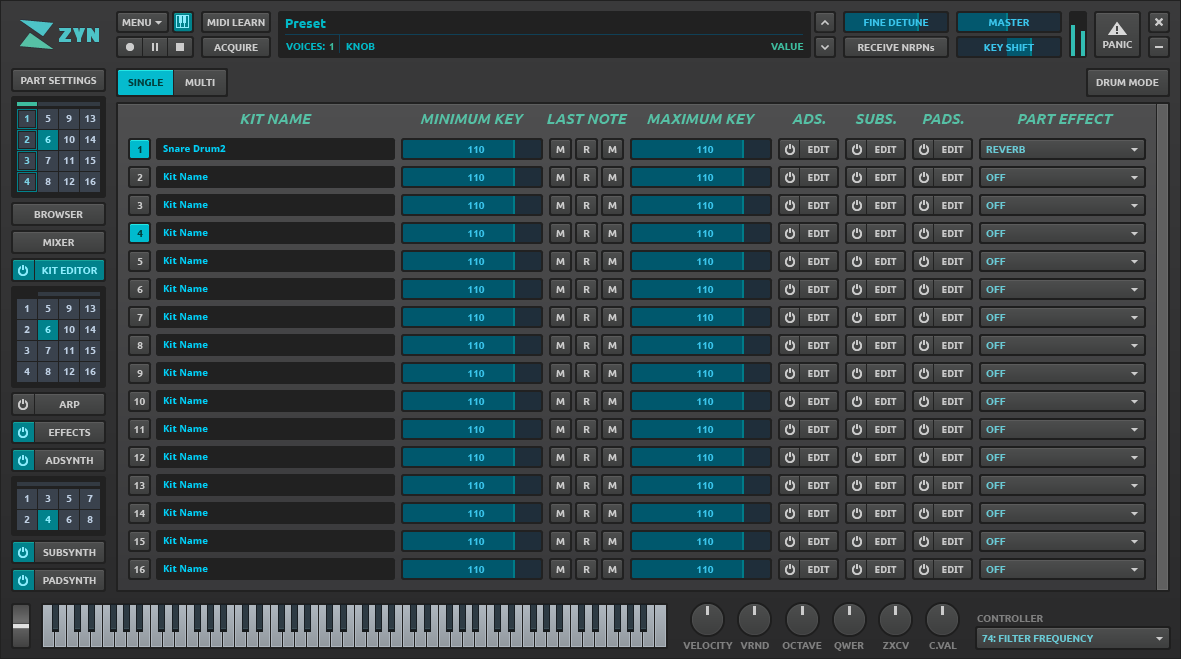 ZYN
MENU
MIDI LEARN
ACQUIRE
Preset
VOICES: 1 KNOB VALUE
FINE DETUNE MASTER
RECEIVE NRPNs KEY SHIFT
PANIC
PART SETTINGS
1 5 9 13
2 6 10 14
3 7 11 15
4 8 12 16
BROWSER
MIXER
KIT EDITOR
1 5 9 13
2 6 10 14
3 7 11 15
4 8 12 16
ARP
EFFECTS
ADSYNTH
1 3 5 7
2 4 6 8
SUBSYNTH
PADSYNTH
SINGLE MULTI DRUM MODE
KIT NAME MINIMUM KEY LAST NOTE MAXIMUM KEY ADS. SUBS. PADS. PART EFFECT
1 Snare Drum2 110 M R M 110 EDIT EDIT EDIT REVERB
2 Kit Name 110 M R M 110 EDIT EDIT EDIT OFF
3 Kit Name 110 M R M 110 EDIT EDIT EDIT OFF
4 Kit Name 110 M R M 110 EDIT EDIT EDIT OFF
5 Kit Name 110 M R M 110 EDIT EDIT EDIT OFF
6 Kit Name 110 M R M 110 EDIT EDIT EDIT OFF
7 Kit Name 110 M R M 110 EDIT EDIT EDIT OFF
8 Kit Name 110 M R M 110 EDIT EDIT EDIT OFF
9 Kit Name 110 M R M 110 EDIT EDIT EDIT OFF
10 Kit Name 110 M R M 110 EDIT EDIT EDIT OFF
11 Kit Name 110 M R M 110 EDIT EDIT EDIT OFF
12 Kit Name 110 M R M 110 EDIT EDIT EDIT OFF
13 Kit Name 110 M R M 110 EDIT EDIT EDIT OFF
14 Kit Name 110 M R M 110 EDIT EDIT EDIT OFF
15 Kit Name 110 M R M 110 EDIT EDIT EDIT OFF
16 Kit Name 110 M R M 110 EDIT EDIT EDIT OFF
VELOCITY VRND OCTAVE QWER ZXCV C.VAL
CONTROLLER
74: FILTER FREQUENCY